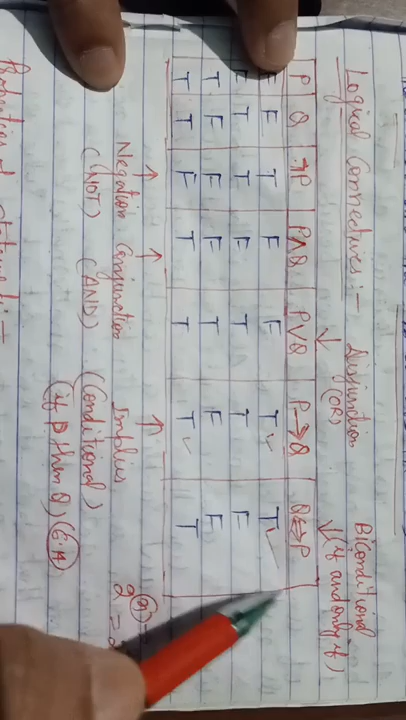 Logical Connectives :-
Disjunction
(OR)
Biconditional
(if and only if)
P Q ¬P P∧Q P∨Q P→Q Q⇔P
F F T F F T T
F T T F T T F
T F F F T F F
T T F T T T T
Negation
(NOT)
Conjunction
(AND)
Implies
(Conditional)
(if P then Q)